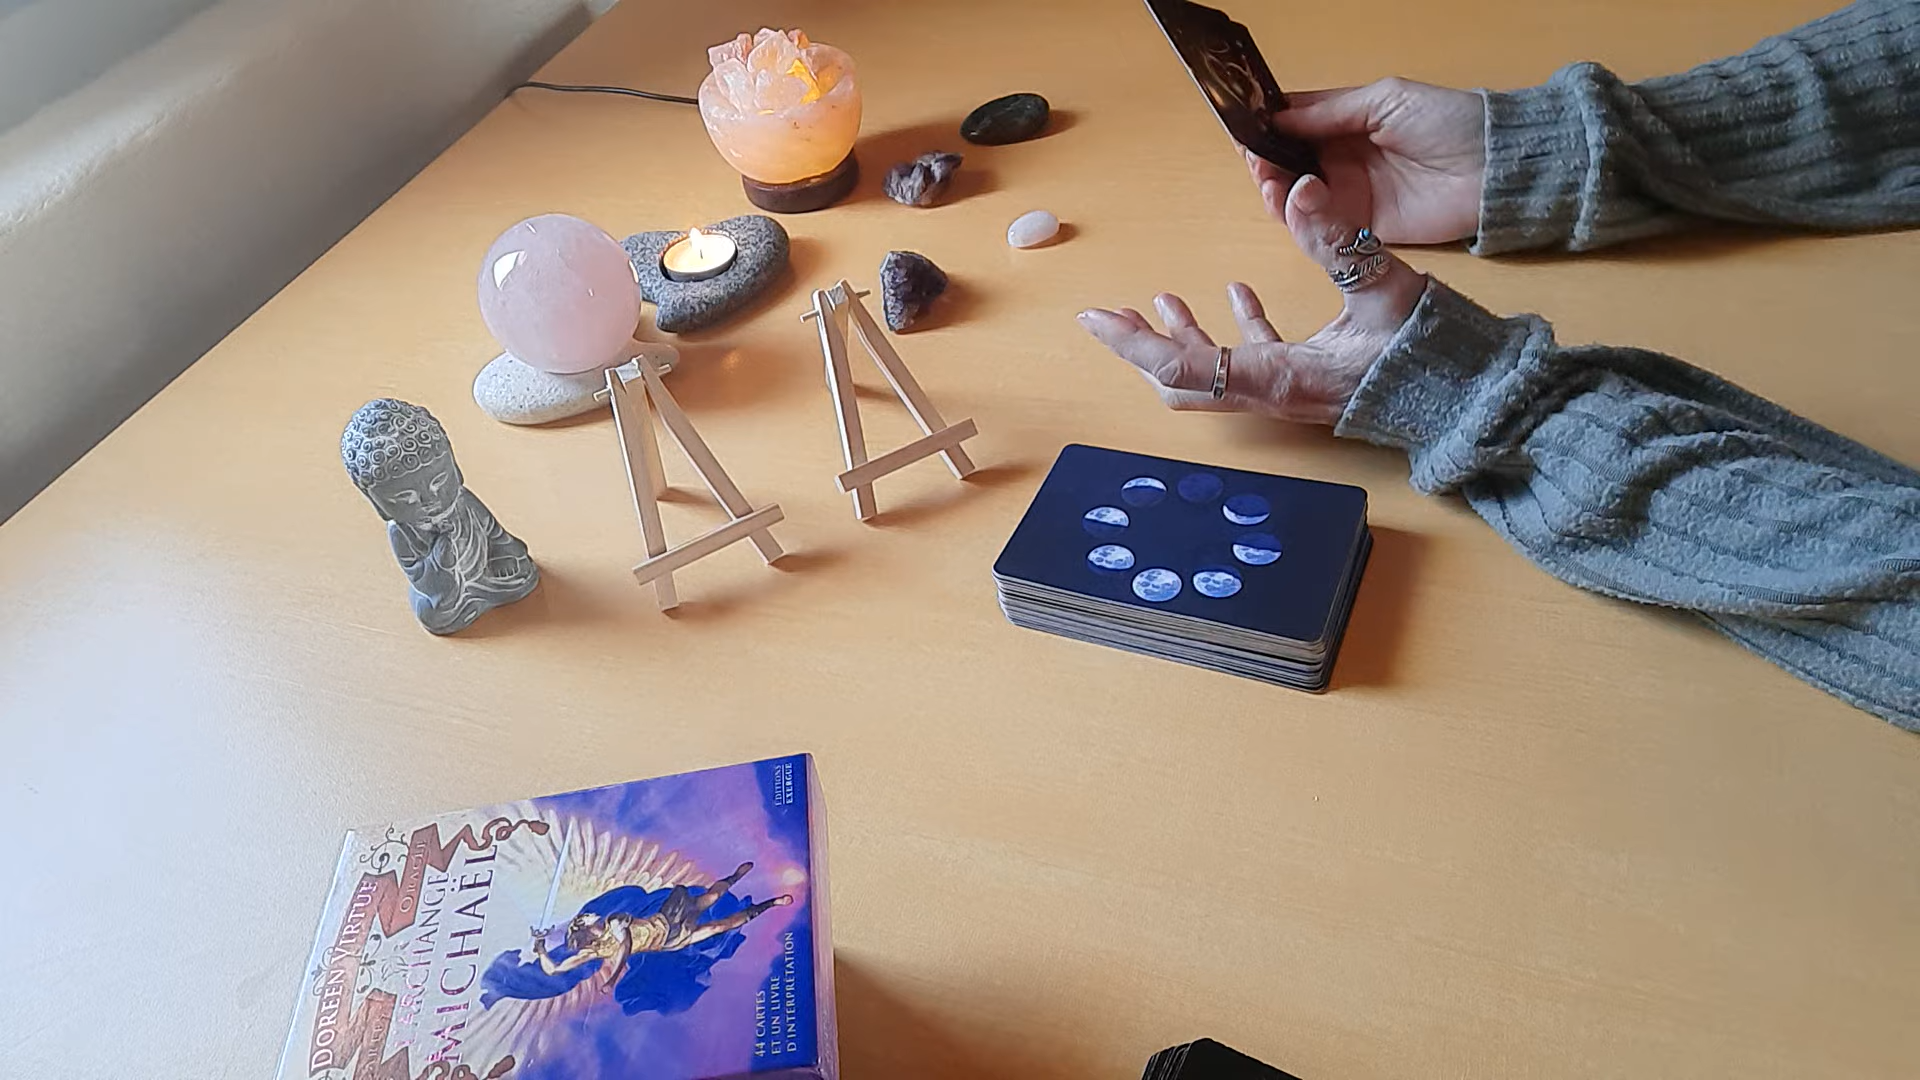 DOREEN VIRTUE
ORACLE
L'ARCHANGE
MICHAËL
44 CARTES
ET UN LIVRE
D'INTERPRÉTATION
ÉDITIONS
EXERGUE